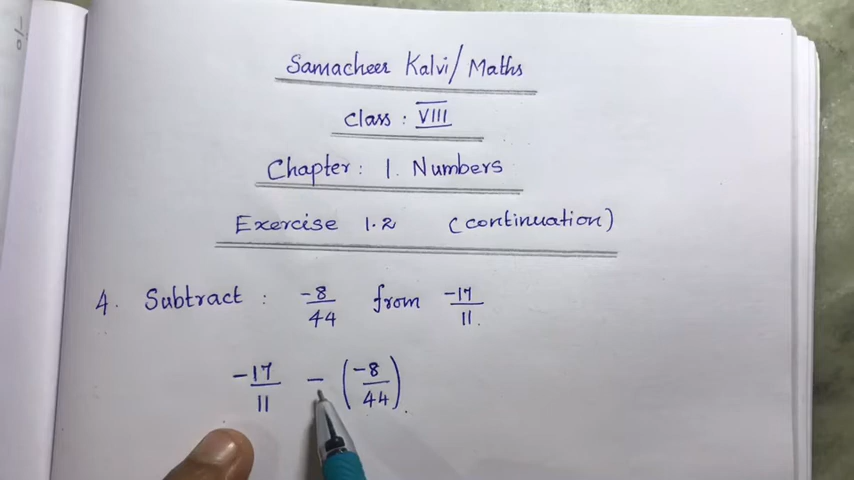 Samacheer Kalvi/Maths
Class : VIII
Chapter: 1. Numbers
Exercise 1.2 (continuation)
4. Subtract : -8/44 from -17/11.
-17/11 - (-8/44).